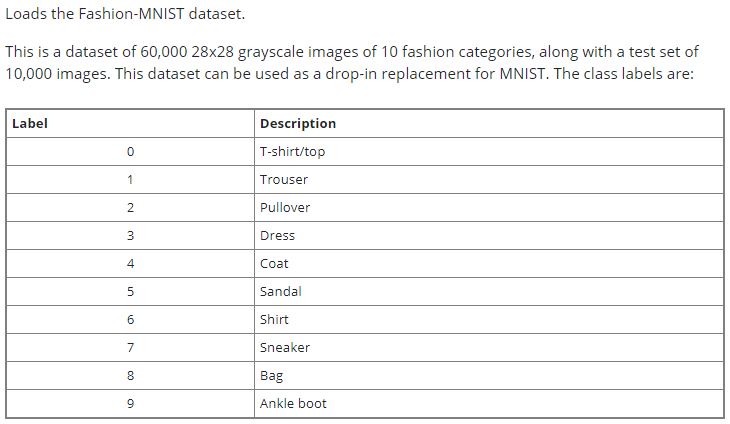 Loads the Fashion-MNIST dataset.
This is a dataset of 60,000 28x28 grayscale images of 10 fashion categories, along with a test set of
10,000 images. This dataset can be used as a drop-in replacement for MNIST. The class labels are:
Label Description
0 T-shirt/top
1 Trouser
2 Pullover
3 Dress
4 Coat
5 Sandal
6 Shirt
7 Sneaker
8 Bag
9 Ankle boot